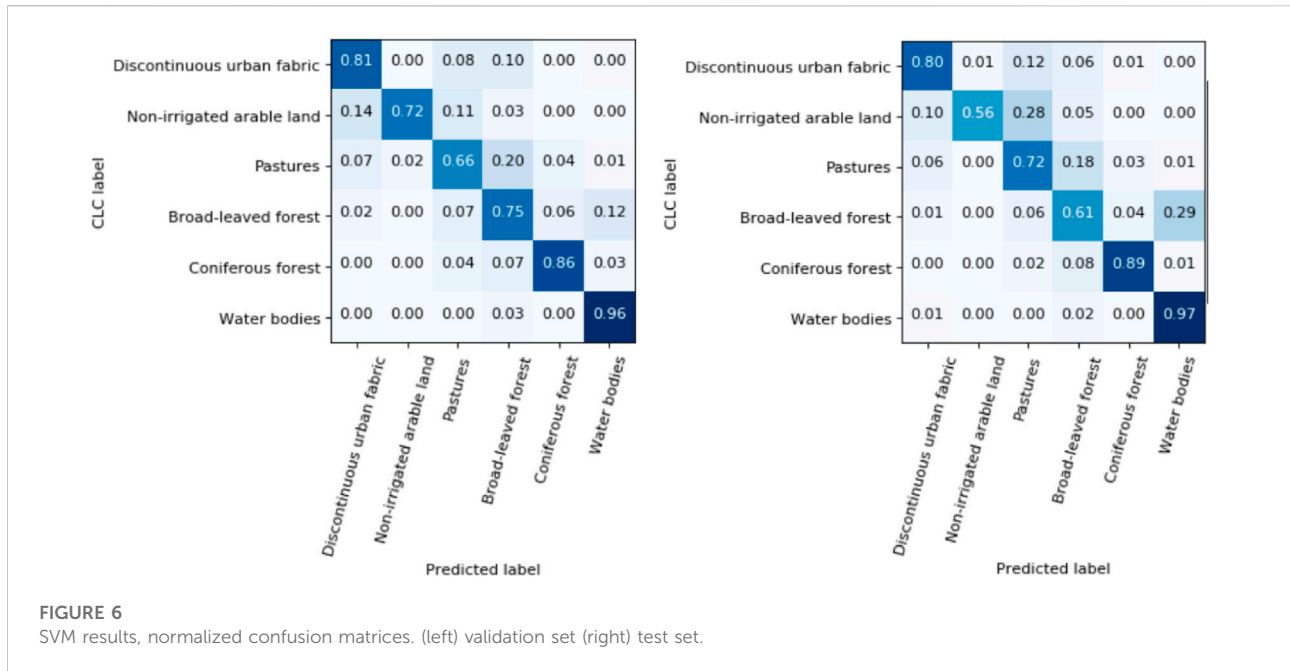 Discontinuous urban fabric 0.81 0.00 0.08 0.10 0.00 0.00
Non-irrigated arable land 0.14 0.72 0.11 0.03 0.00 0.00
Pastures 0.07 0.02 0.66 0.20 0.04 0.01
Broad-leaved forest 0.02 0.00 0.07 0.75 0.06 0.12
Coniferous forest 0.00 0.00 0.04 0.07 0.86 0.03
Water bodies 0.00 0.00 0.00 0.03 0.00 0.96
CLC label
Discontinuous urban fabric
Non-irrigated arable land
Pastures
Broad-leaved forest
Coniferous forest
Water bodies
Predicted label
Discontinuous urban fabric 0.80 0.01 0.12 0.06 0.01 0.00
Non-irrigated arable land 0.10 0.56 0.28 0.05 0.00 0.00
Pastures 0.06 0.00 0.72 0.18 0.03 0.01
Broad-leaved forest 0.01 0.00 0.06 0.61 0.04 0.29
Coniferous forest 0.00 0.00 0.02 0.08 0.89 0.01
Water bodies 0.01 0.00 0.00 0.02 0.00 0.97
CLC label
Discontinuous urban fabric
Non-irrigated arable land
Pastures
Broad-leaved forest
Coniferous forest
Water bodies
Predicted label
FIGURE 6
SVM results, normalized confusion matrices. (left) validation set (right) test set.